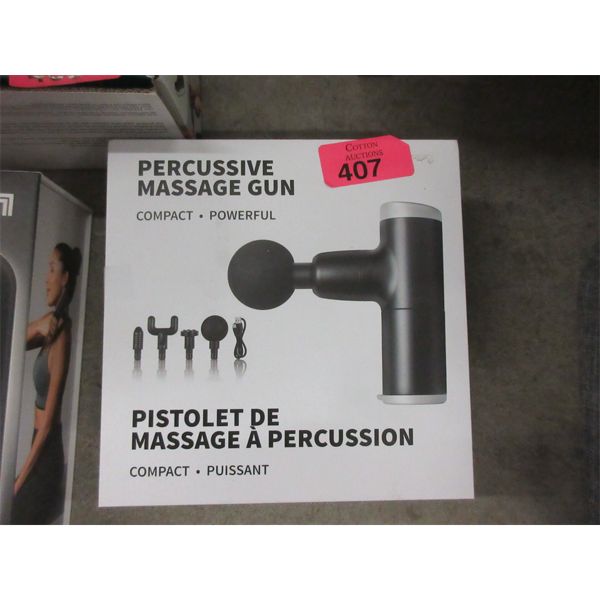 COTTON
AUCTIONS
407
PERCUSSIVE
MASSAGE GUN
COMPACT • POWERFUL
PISTOLET DE
MASSAGE À PERCUSSION
COMPACT • PUISSANT